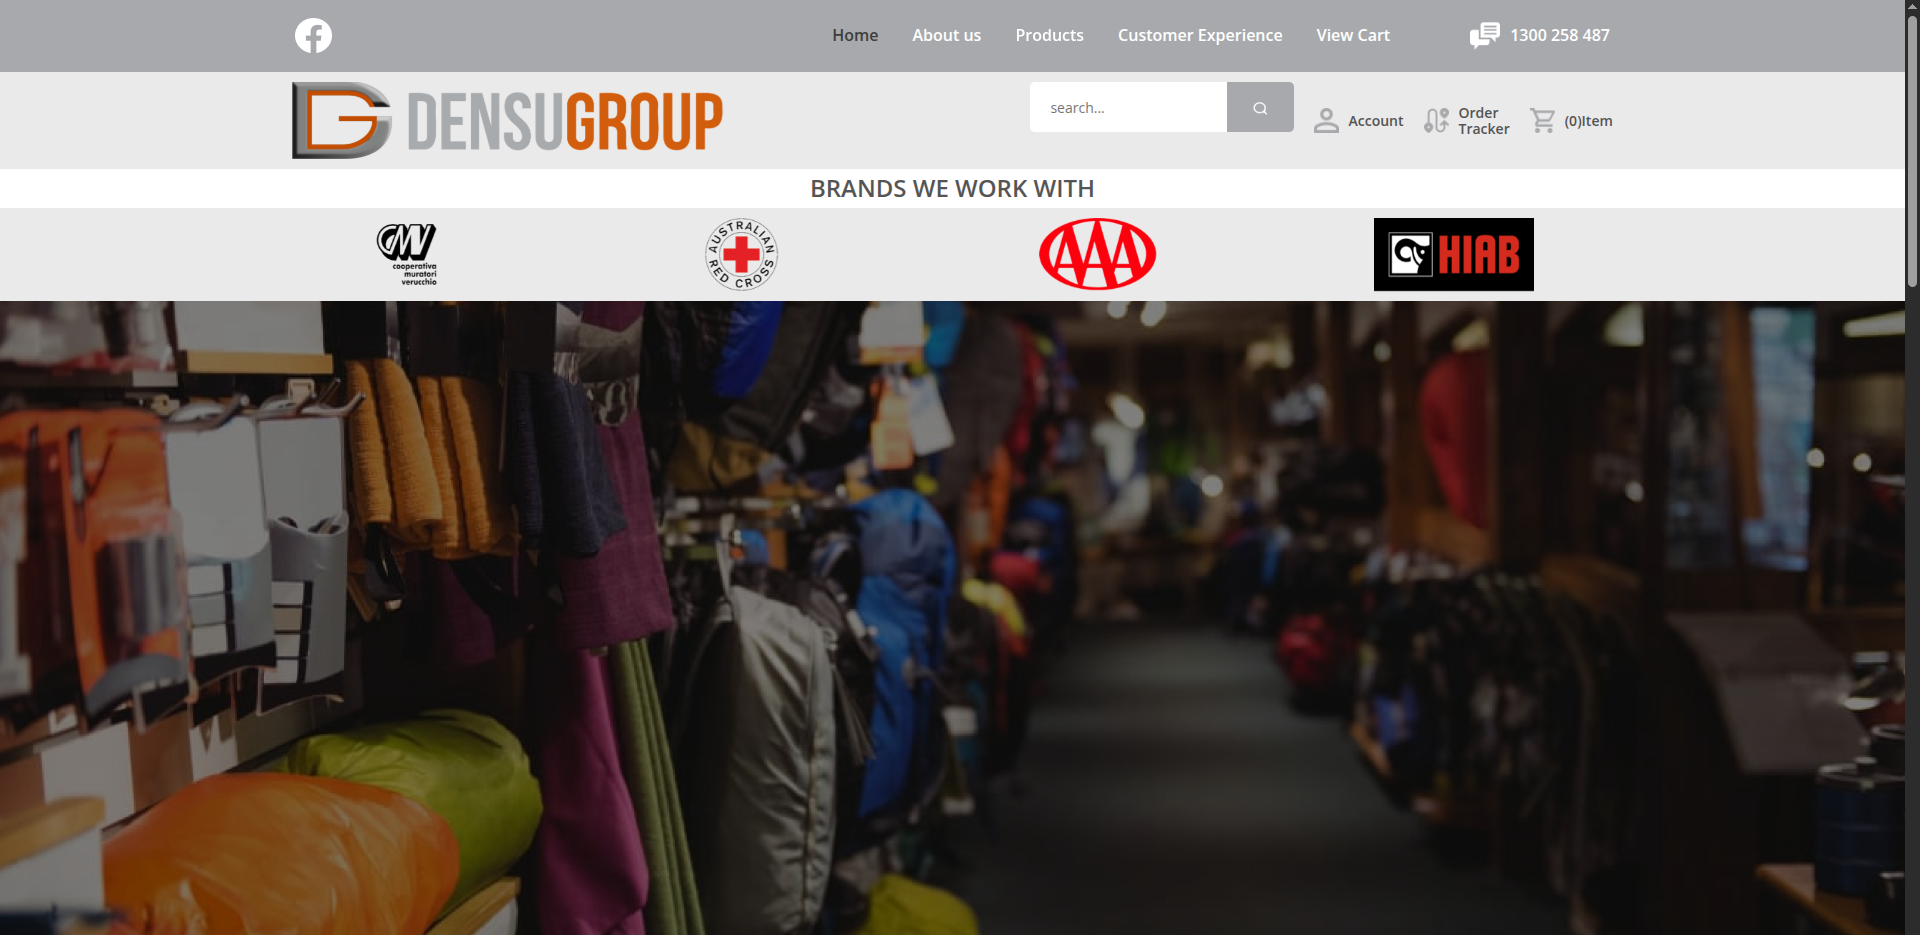 Home About us Products Customer Experience View Cart 1300 258 487
DENSUGROUP
search...
Account
Order
Tracker
(0)Item
BRANDS WE WORK WITH
CMV
cooperativa
muratori
verucchio
AUSTRALIAN
RED CROSS
AAA
HIAB